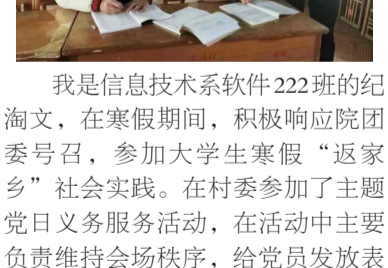 我是信息技术系软件222班的纪
淘文，在寒假期间，积极响应院团
委号召，参加大学生寒假“返家
乡”社会实践。在村委参加了主题
党日义务服务活动，在活动中主要
负责维持会场秩序，给党员发放表